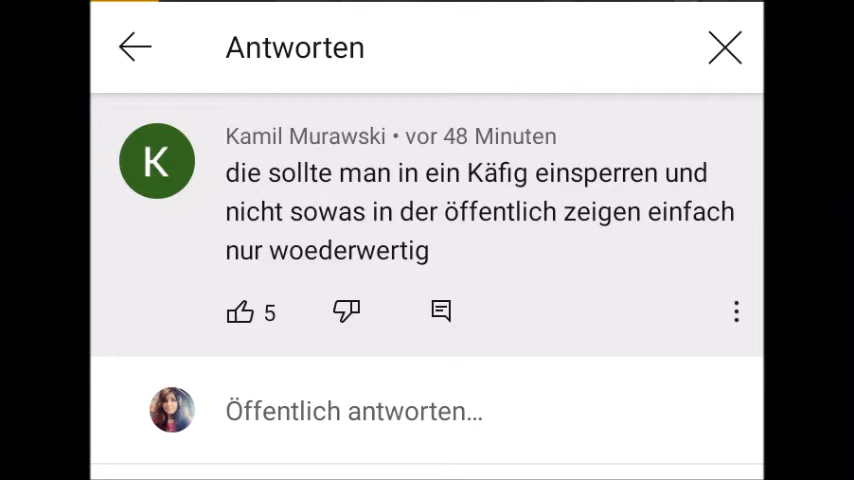 Antworten
Kamil Murawski • vor 48 Minuten
die sollte man in ein Käfig einsperren und
nicht sowas in der öffentlich zeigen einfach
nur woederwertig
5
Öffentlich antworten...
K